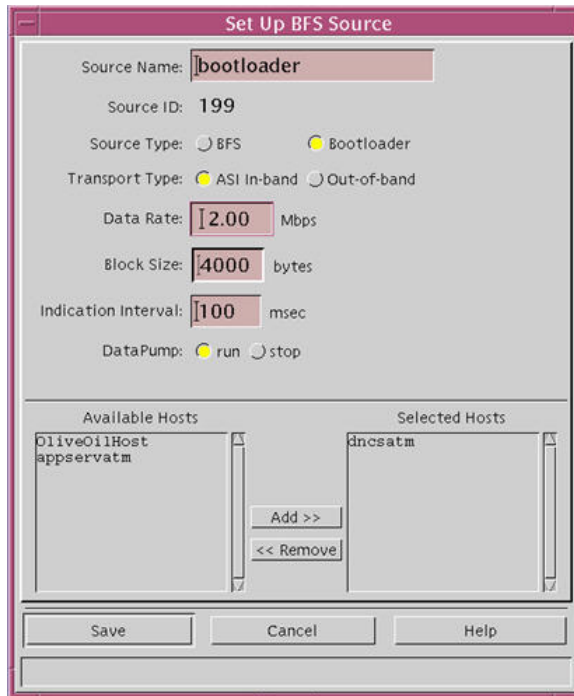 Set Up BFS Source
Source Name: bootloader
Source ID: 199
Source Type: BFS Bootloader
Transport Type: ASI In-band Out-of-band
Data Rate: 2.00 Mbps
Block Size: 4000 bytes
Indication Interval: 100 msec
DataPump: run stop
Available Hosts Selected Hosts
OliveOilHost dncsatm
appservatm
Add >>
<< Remove
Save Cancel Help